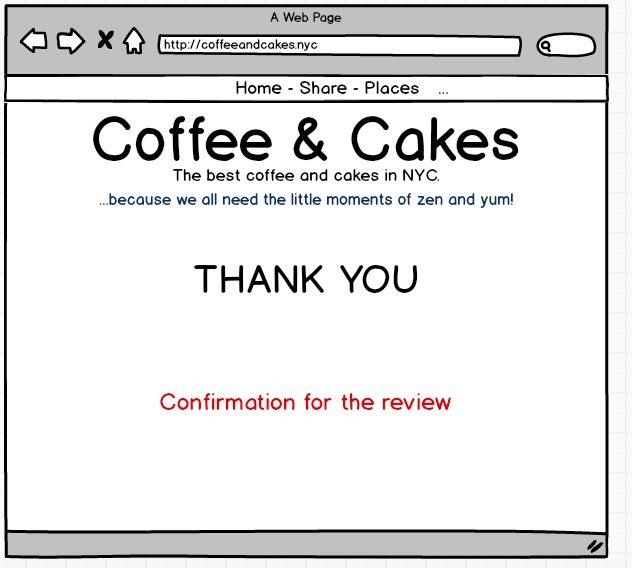 A Web Page
http://coffeeandcakes.nyc
Home - Share - Places ...
Coffee & Cakes
The best coffee and cakes in NYC.
...because we all need the little moments of zen and yum!
THANK YOU
Confirmation for the review